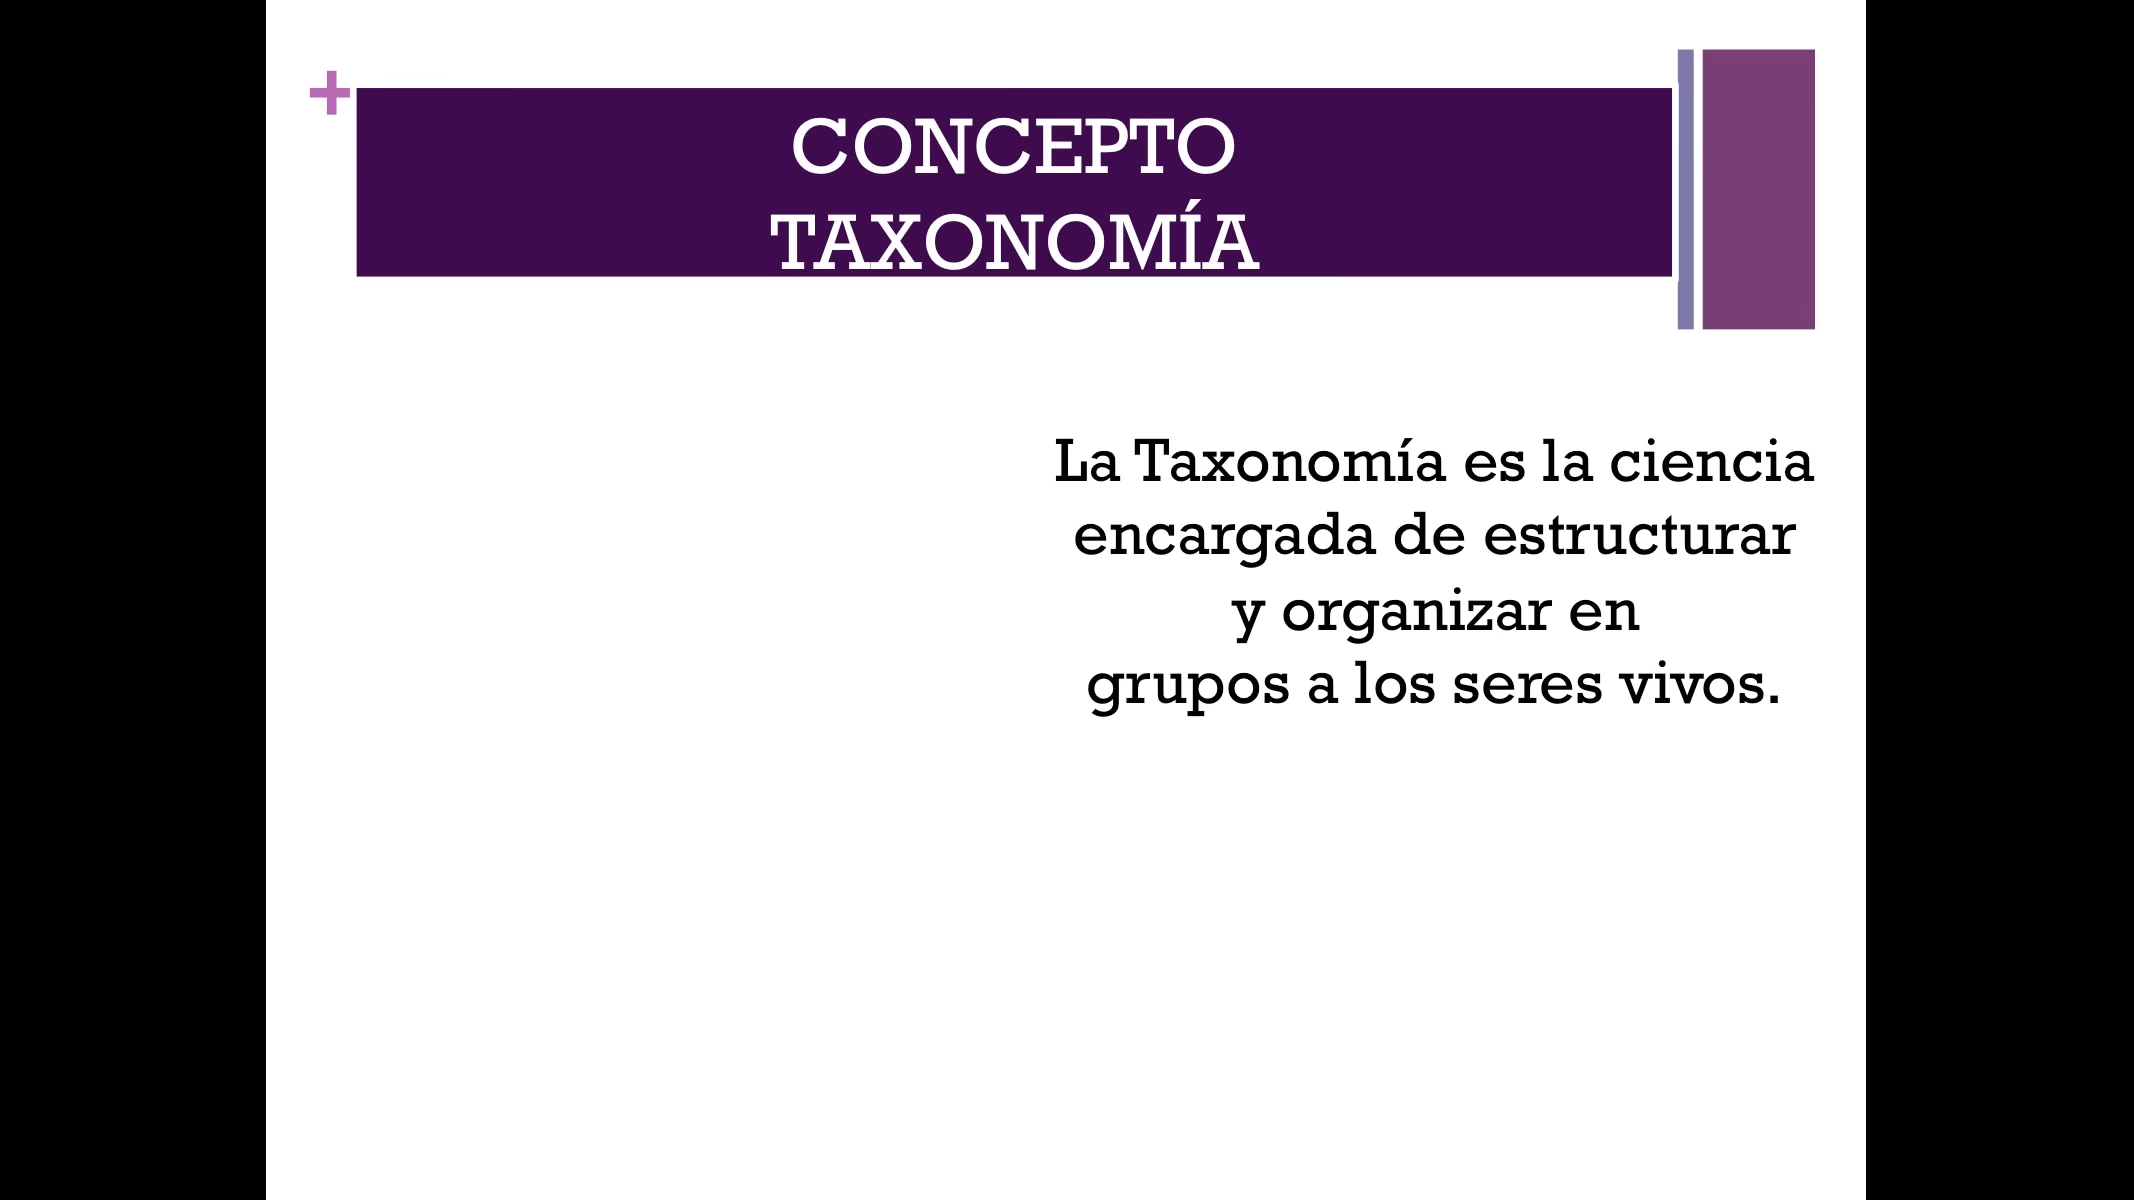 +
CONCEPTO
TAXONOMÍA
La Taxonomía es la ciencia
encargada de estructurar
y organizar en
grupos a los seres vivos.